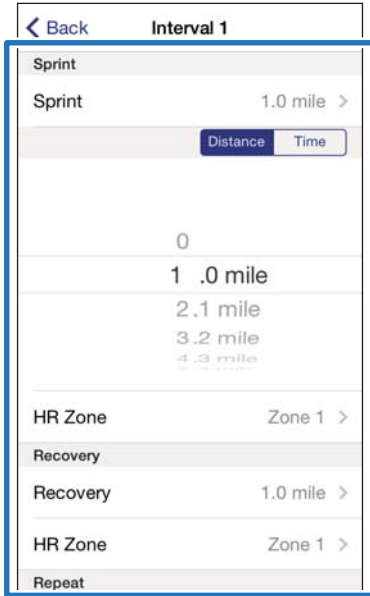 Back Interval 1
Sprint
Sprint 1.0 mile
Distance Time
0
1 .0 mile
2 .1 mile
3 .2 mile
4 .3 mile
HR Zone Zone 1
Recovery
Recovery 1.0 mile
HR Zone Zone 1
Repeat